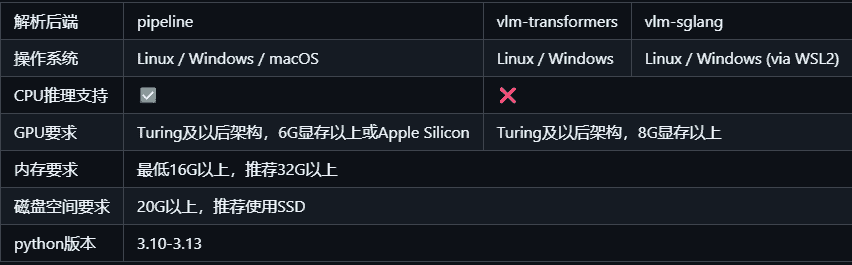 解析后端 pipeline vlm-transformers vlm-sglang
操作系统 Linux / Windows / macOS Linux / Windows Linux / Windows (via WSL2)
CPU推理支持 ✅ ❌
GPU要求 Turing及以后架构，6G显存以上或Apple Silicon Turing及以后架构，8G显存以上
内存要求 最低16G以上，推荐32G以上
磁盘空间要求 20G以上，推荐使用SSD
python版本 3.10-3.13